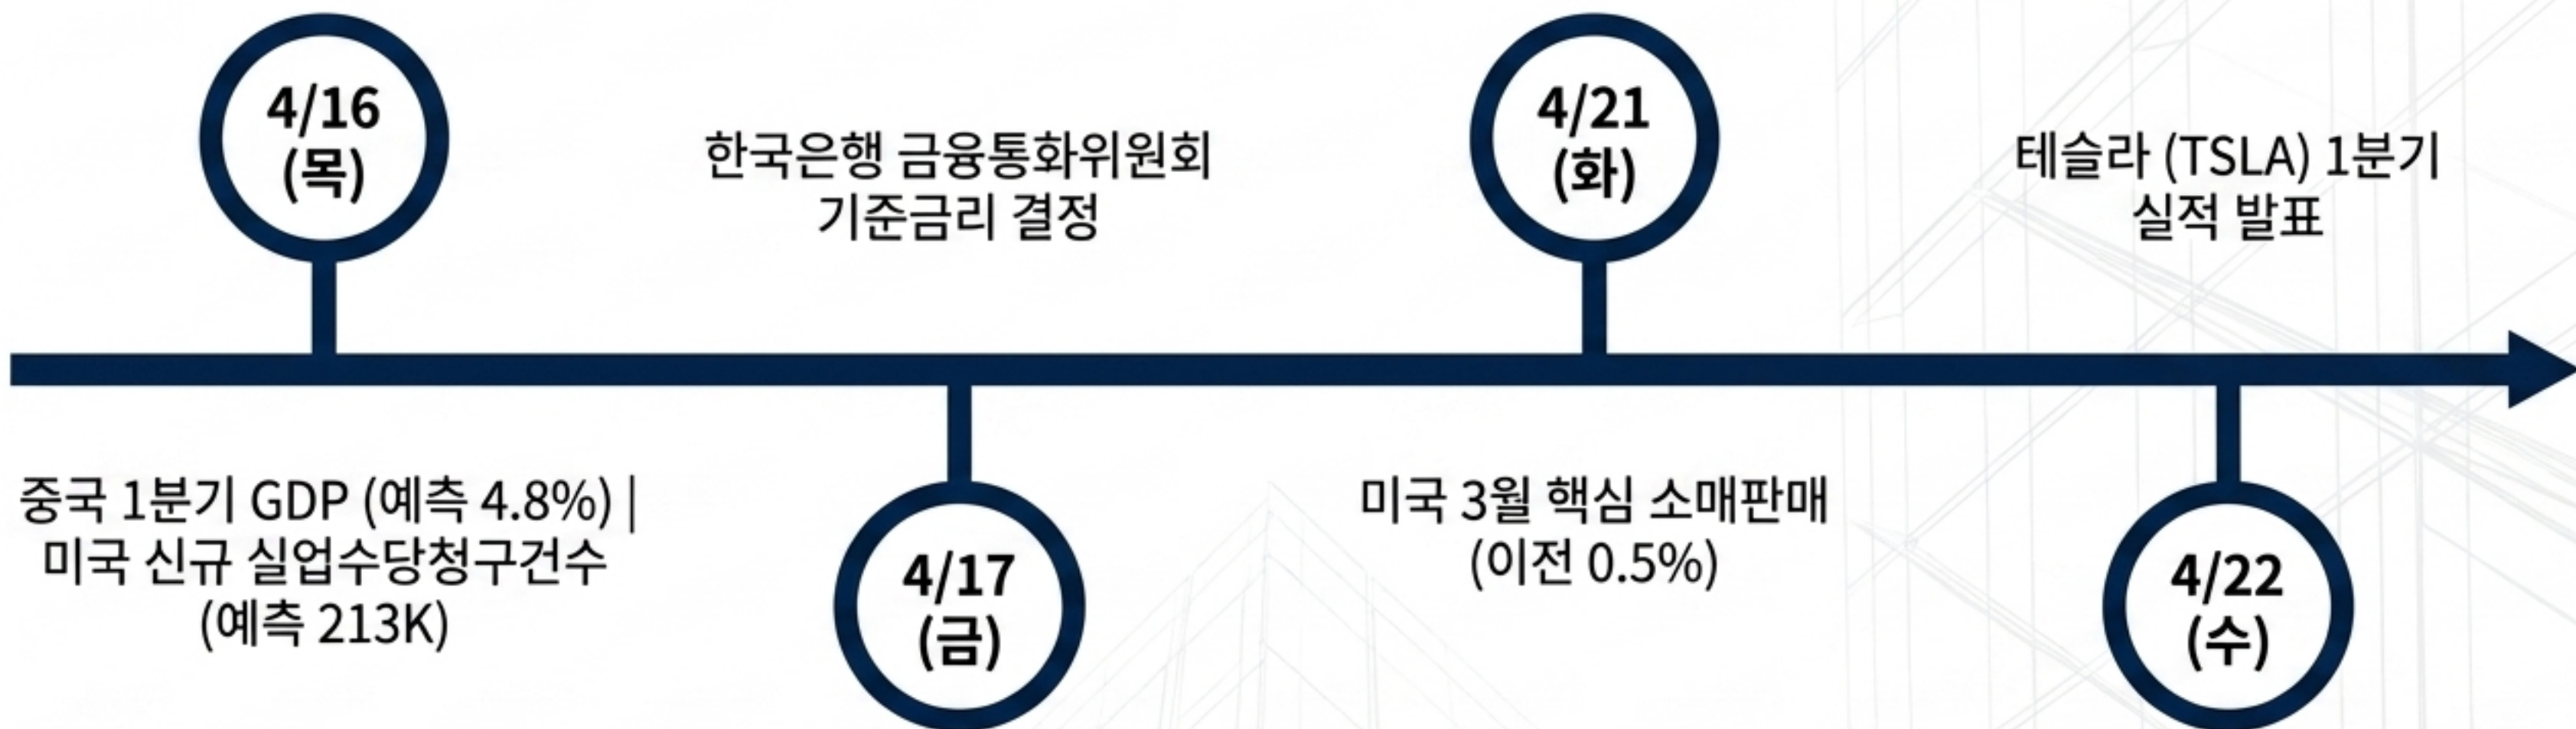 4/16
(목)
중국 1분기 GDP (예측 4.8%) |
미국 신규 실업수당청구건수
(예측 213K)
한국은행 금융통화위원회
기준금리 결정
4/17
(금)
4/21
(화)
미국 3월 핵심 소매판매
(이전 0.5%)
테슬라 (TSLA) 1분기
실적 발표
4/22
(수)